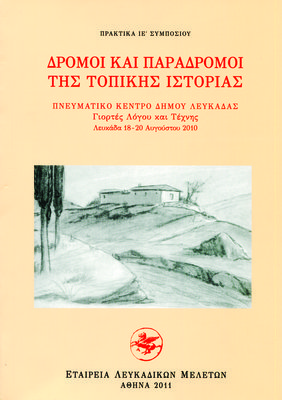 ΠΡΑΚΤΙΚΑ ΙΕ' ΣΥΜΠΟΣΙΟΥ
ΔΡΟΜΟΙ ΚΑΙ ΠΑΡΑΔΡΟΜΟΙ
ΤΗΣ ΤΟΠΙΚΗΣ ΙΣΤΟΡΙΑΣ
ΠΝΕΥΜΑΤΙΚΟ ΚΕΝΤΡΟ ΔΗΜΟΥ ΛΕΥΚΑΔΑΣ
Γιορτές Λόγου και Τέχνης
Λευκάδα 18-20 Αυγούστου 2010
ΕΤΑΙΡΕΙΑ ΛΕΥΚΑΔΙΚΩΝ ΜΕΛΕΤΩΝ
ΑΘΗΝΑ 2011